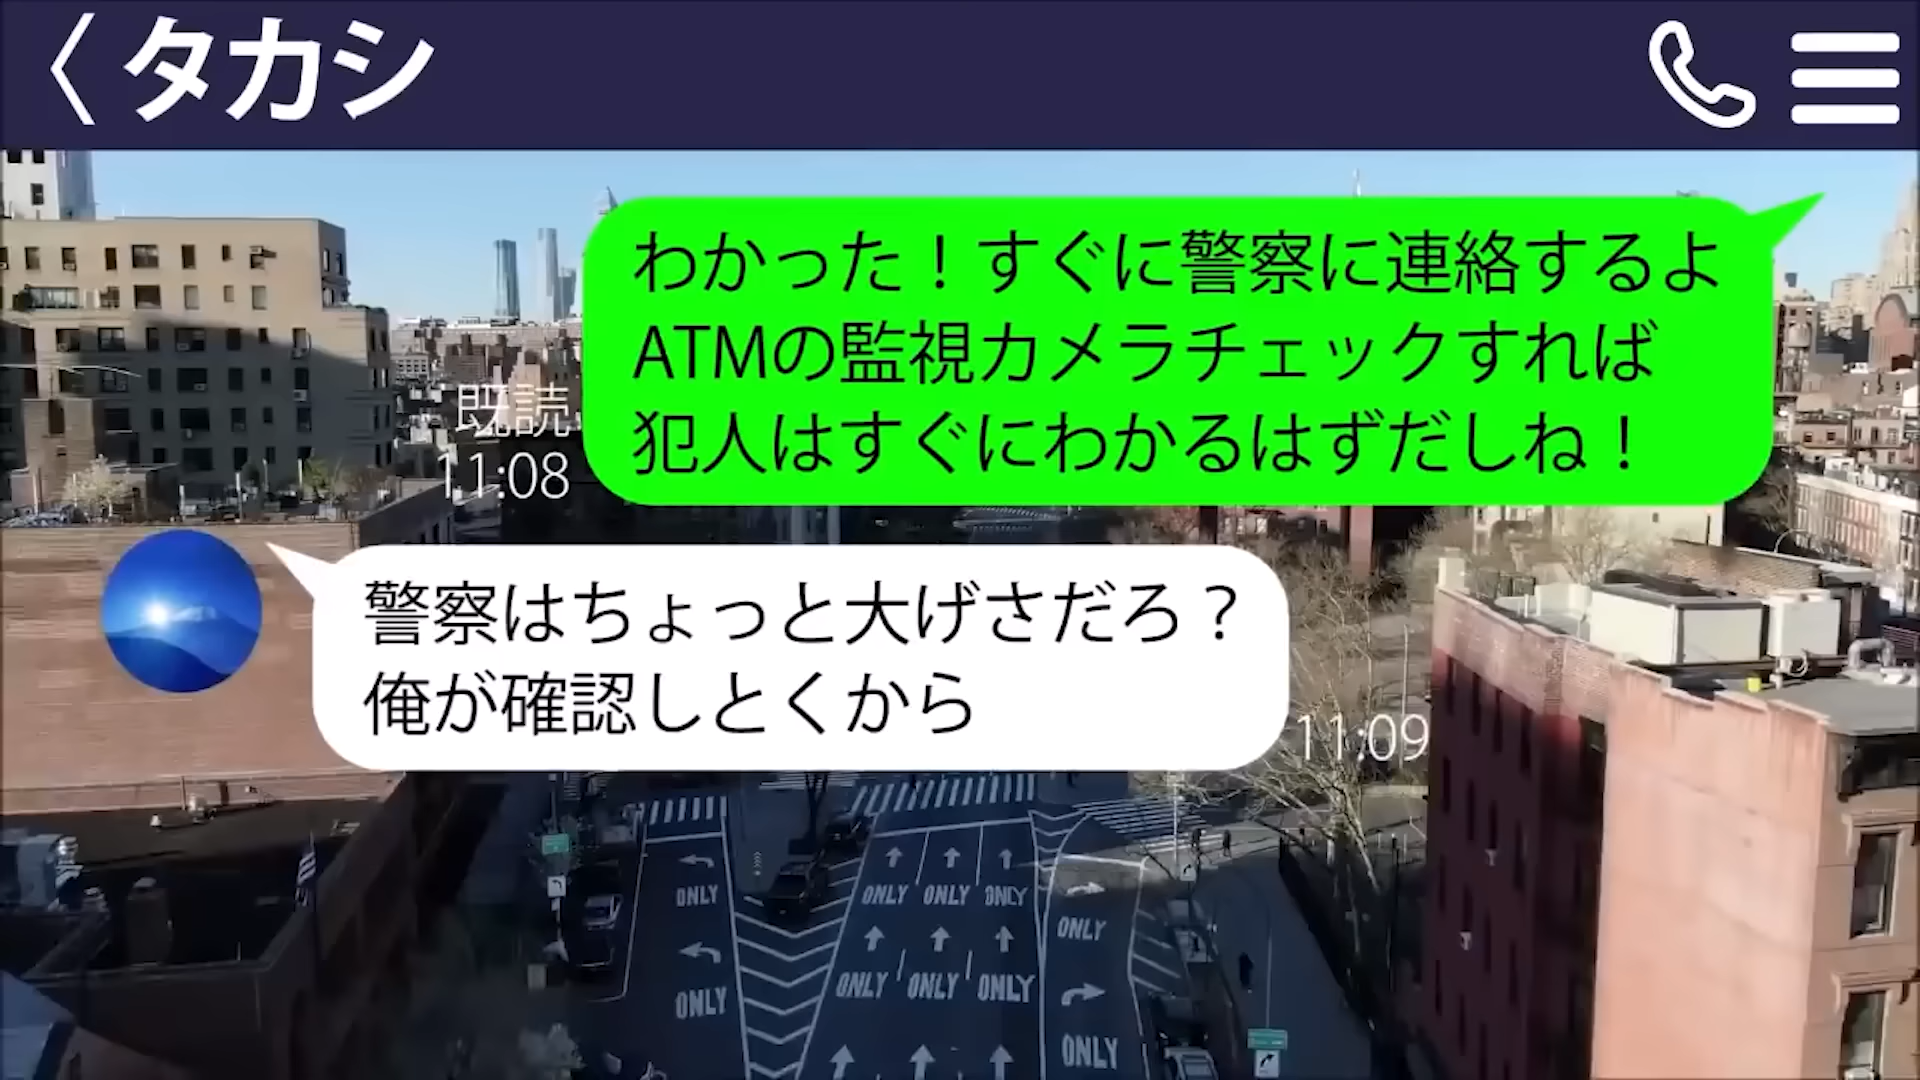 タカシ
わかった！すぐに警察に連絡するよ
ATMの監視カメラチェックすれば
犯人はすぐにわかるはずだしね！
既読
11:08
警察はちょっと大げさだろ？
俺が確認しとくから
11:09
ONLY
ONLY ONLY ONLY
ONLY
ONLY ONLY ONLY
ONLY
ONLY